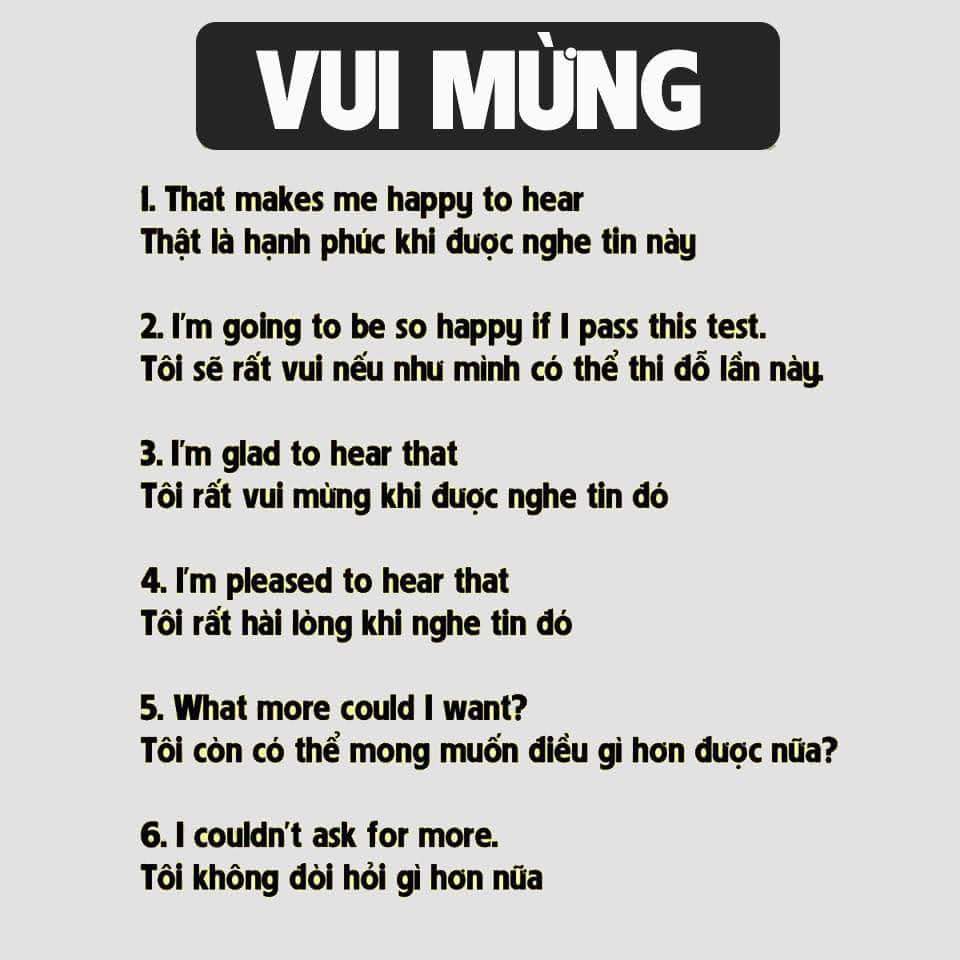 VUI MỪNG
1. That makes me happy to hear
Thật là hạnh phúc khi được nghe tin này
2. I'm going to be so happy if I pass this test.
Tôi sẽ rất vui nếu như mình có thể thi đỗ lần này.
3. I'm glad to hear that
Tôi rất vui mừng khi được nghe tin đó
4. I'm pleased to hear that
Tôi rất hài lòng khi nghe tin đó
5. What more could I want?
Tôi còn có thể mong muốn điều gì hơn được nữa?
6. I couldn't ask for more.
Tôi không đòi hỏi gì hơn nữa